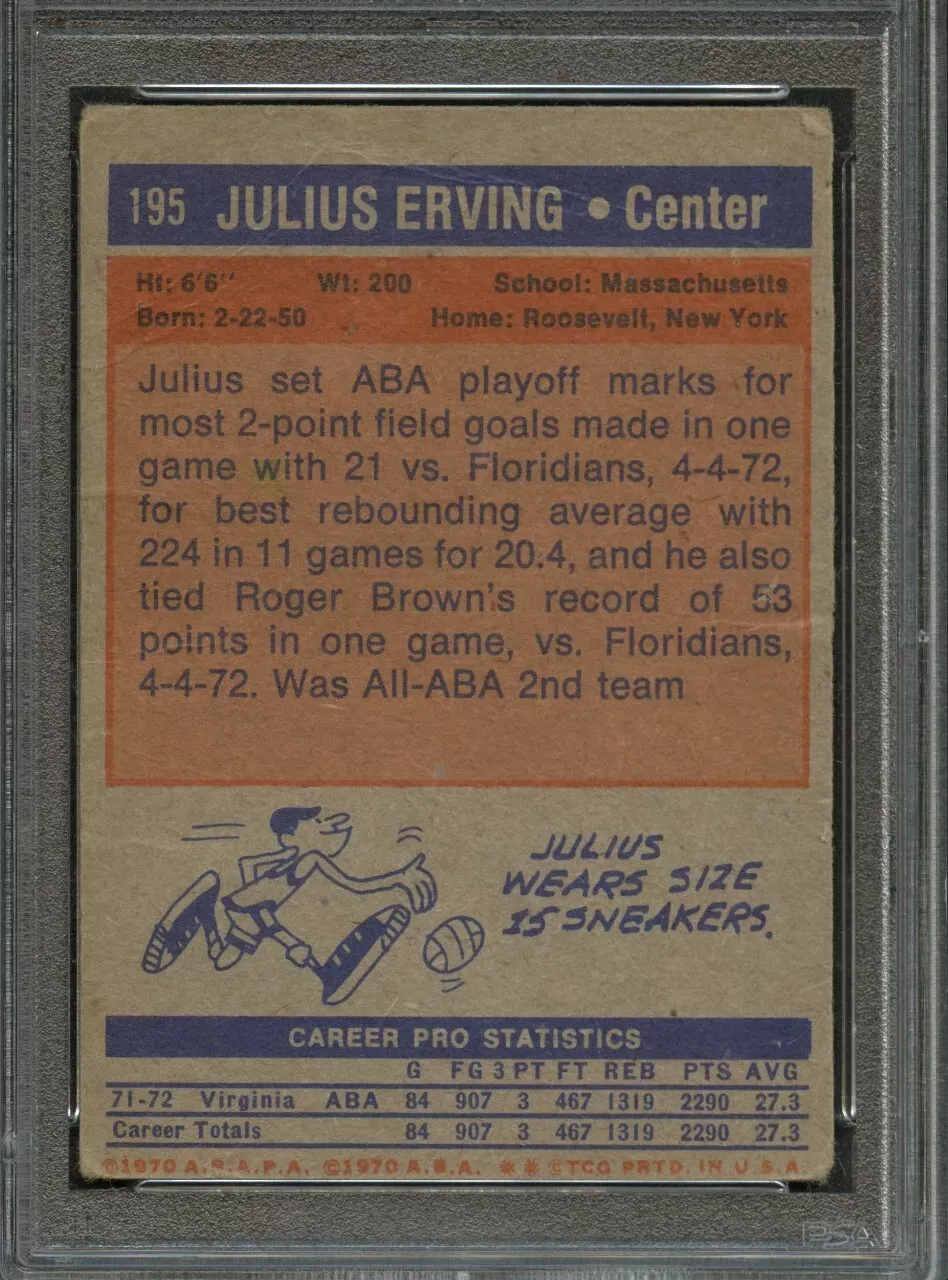 195 JULIUS ERVING • Center
Ht: 6'6'' Wt: 200 School: Massachusetts
Born: 2-22-50 Home: Roosevelt, New York
Julius set ABA playoff marks for
most 2-point field goals made in one
game with 21 vs. Floridians, 4-4-72,
for best rebounding average with
224 in 11 games for 20.4, and he also
tied Roger Brown's record of 53
points in one game, vs. Floridians,
4-4-72. Was All-ABA 2nd team
JULIUS
WEARS SIZE
15 SNEAKERS.
CAREER PRO STATISTICS
G FG 3 PT FT REB PTS AVG
71-72 Virginia ABA 84 907 3 467 1319 2290 27.3
Career Totals 84 907 3 467 1319 2290 27.3
©1970 A.B.A.P.A. ©1970 A.B.A. ** ©TCG PRTD. IN U.S.A.
PSA